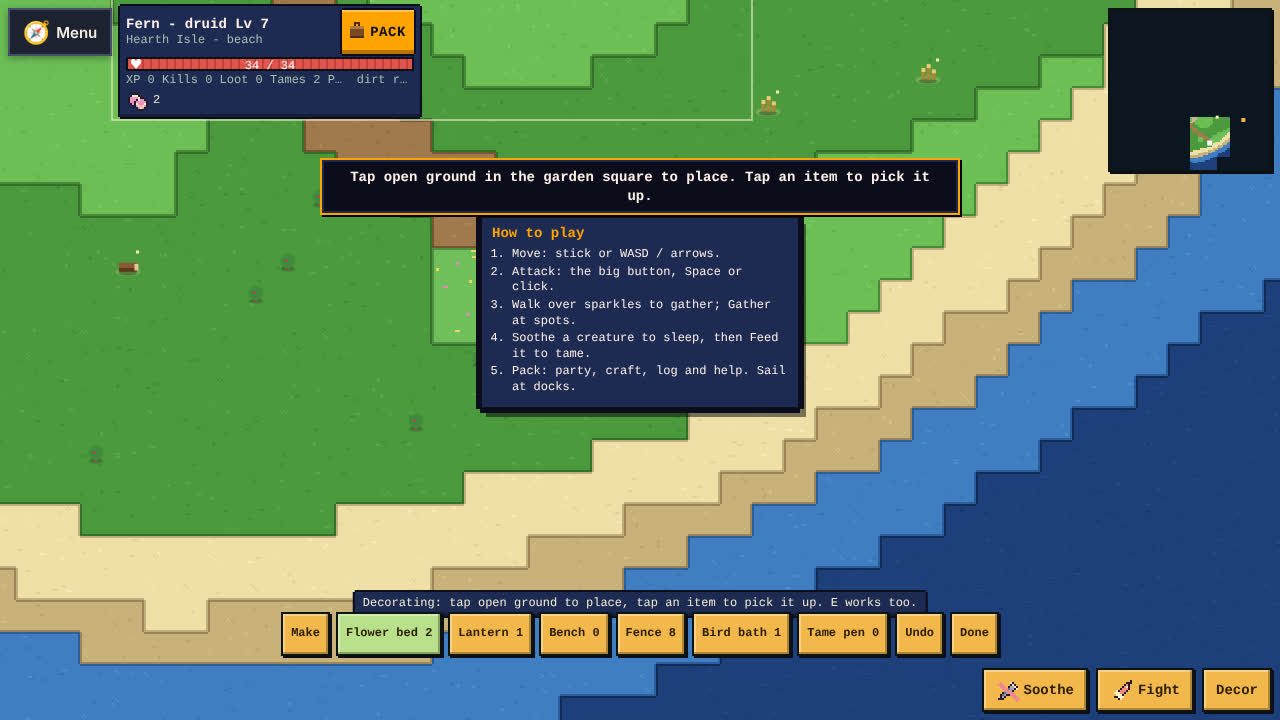 Menu
Fern - druid Lv 7
Hearth Isle - beach
PACK
34 / 34
XP 0 Kills 0 Loot 0 Tames 2 P… dirt r…
2
Tap open ground in the garden square to place. Tap an item to pick it
up.
How to play
1. Move: stick or WASD / arrows.
2. Attack: the big button, Space or
click.
3. Walk over sparkles to gather; Gather
at spots.
4. Soothe a creature to sleep, then Feed
it to tame.
5. Pack: party, craft, log and help. Sail
at docks.
Decorating: tap open ground to place, tap an item to pick it up. E works too.
Make
Flower bed 2
Lantern 1
Bench 0
Fence 8
Bird bath 1
Tame pen 0
Undo
Done
Soothe
Fight
Decor